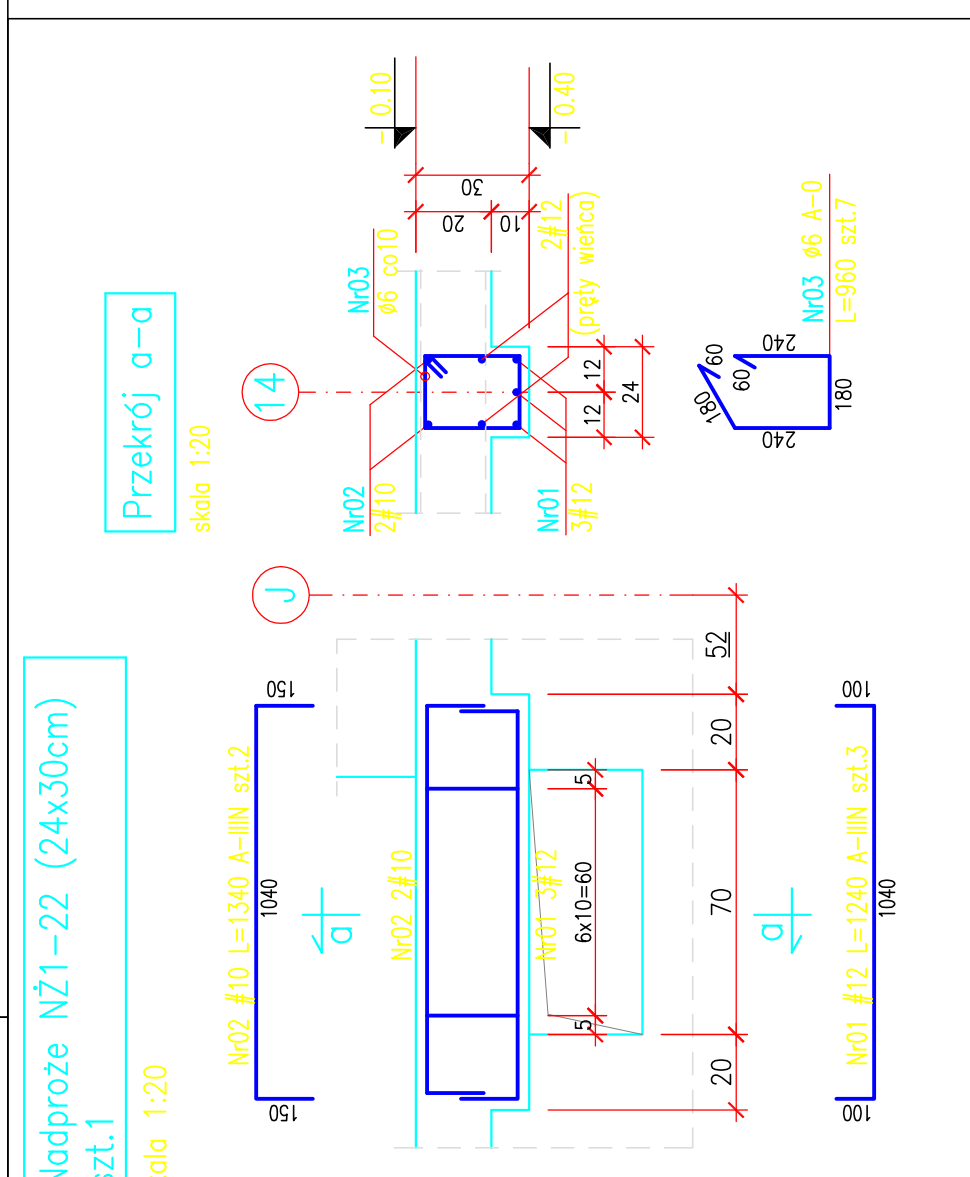 Nadproże NŻ1-22 (24x30cm)
szt.1
skala 1:20
Nr02 #10 L=1340 A-IIIN szt.2
150
1040
150
a
Nr02 2#10
Nr01 3#12
5
6x10=60
5
20
70
20
52
a
Nr01 #12 L=1240 A-IIIN szt.3
100
1040
100
J
Przekrój a-a
skala 1:20
14
Nr03
ø6 co10
Nr02
2#10
Nr01
3#12
2#12
(pręty wieńca)
20
10
30
- 0.10
- 0.40
12
12
24
180
60
60
240
240
180
Nr03 ø6 A-0
L=960 szt.7